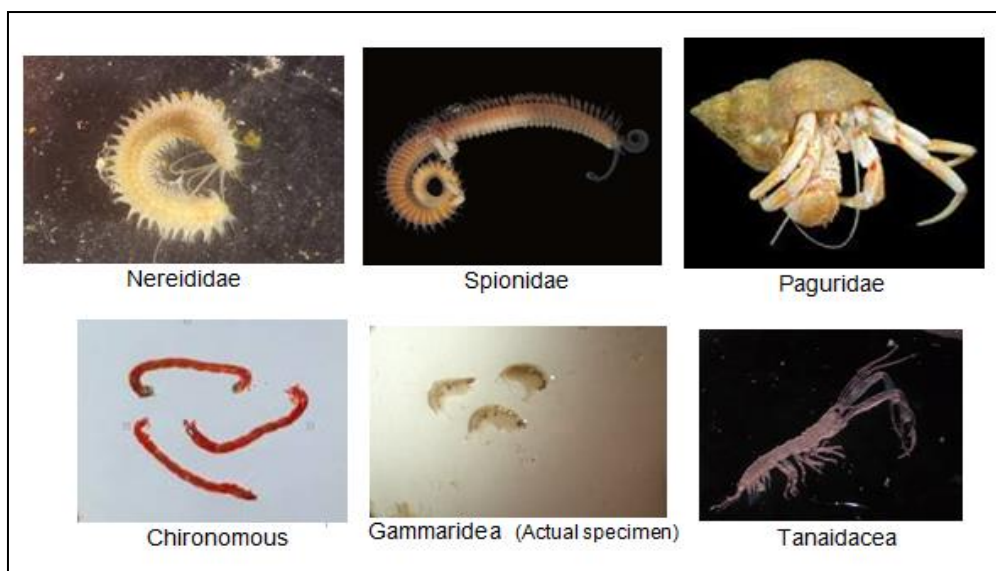 Nereididae
Spionidae
Paguridae
Chironomous
Gammaridea (Actual specimen)
Tanaidacea